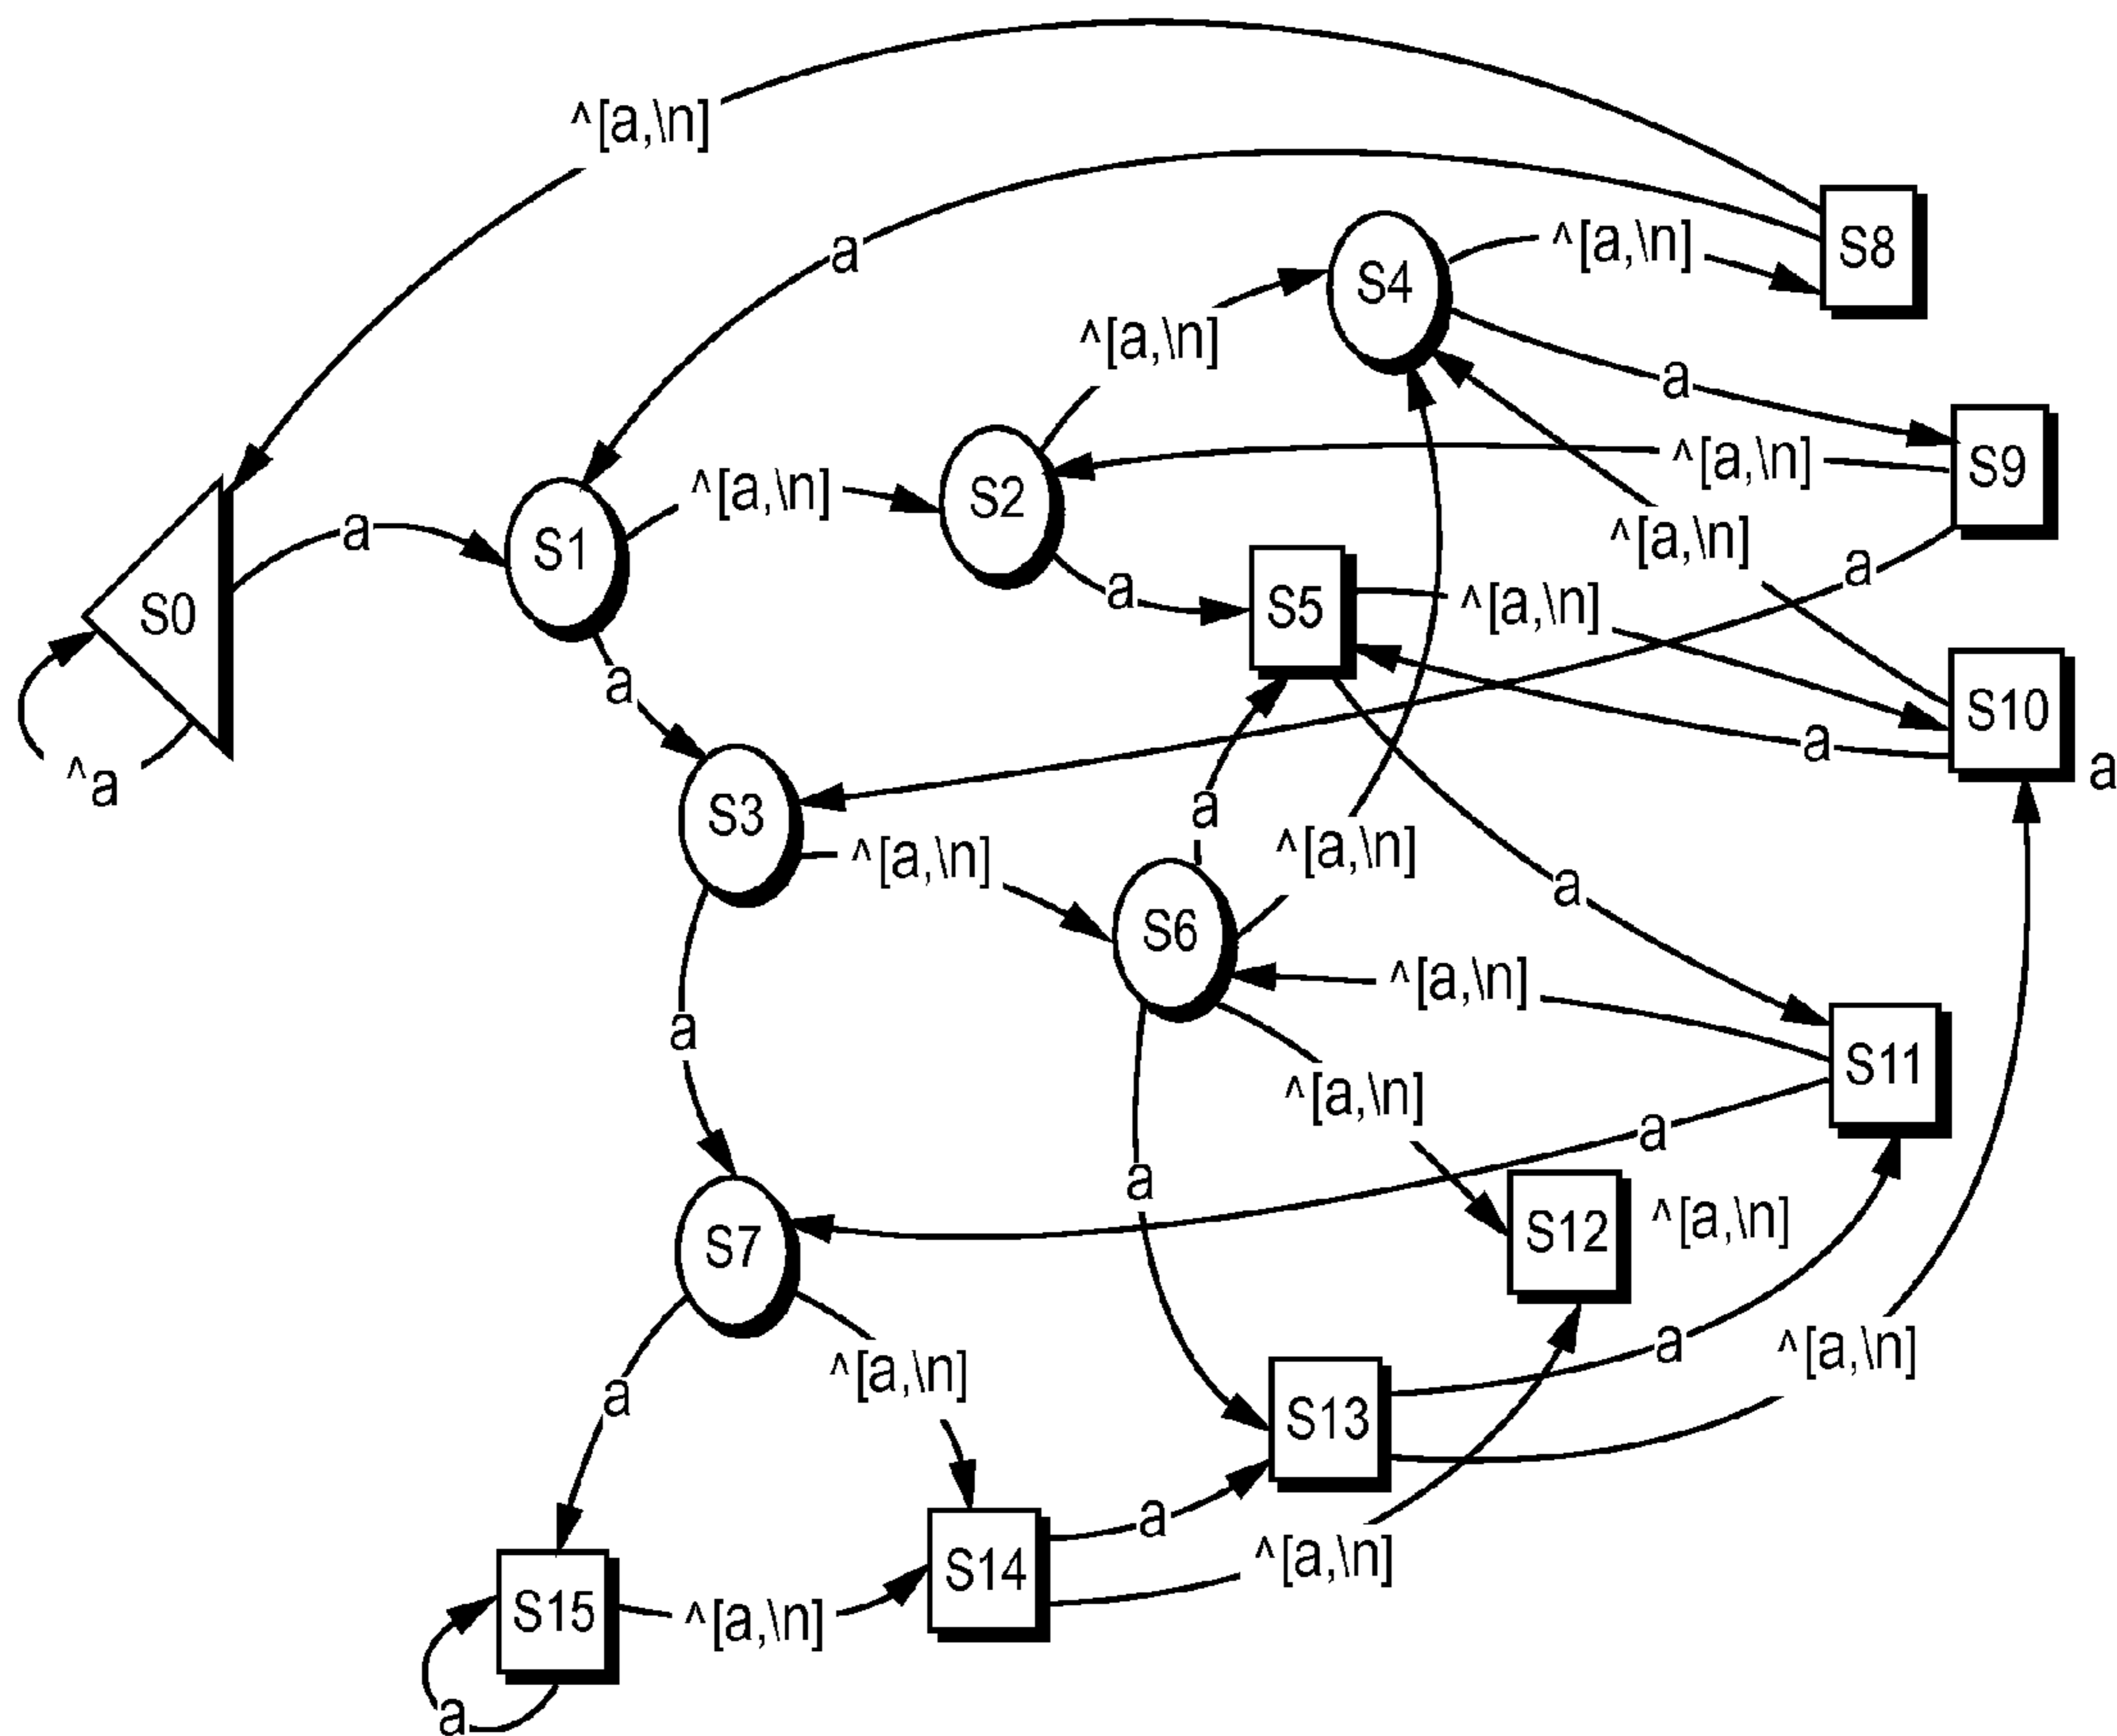 ^[a,\n]
a
S8
S4
^[a,\n]
^[a,\n]
a
^[a,\n]
S9
^[a,\n]
S2
a
S1
^[a,\n]
a
S5
^[a,\n]
a
S0
a
S10
a
a
^a
S3
^[a,\n]
a
^[a,\n]
a
S6
^[a,\n]
a
S11
^[a,\n]
a
a
S7
S12
^[a,\n]
^[a,\n]
a
^[a,\n]
a
S13
a
S14
^[a,\n]
S15
^[a,\n]
a